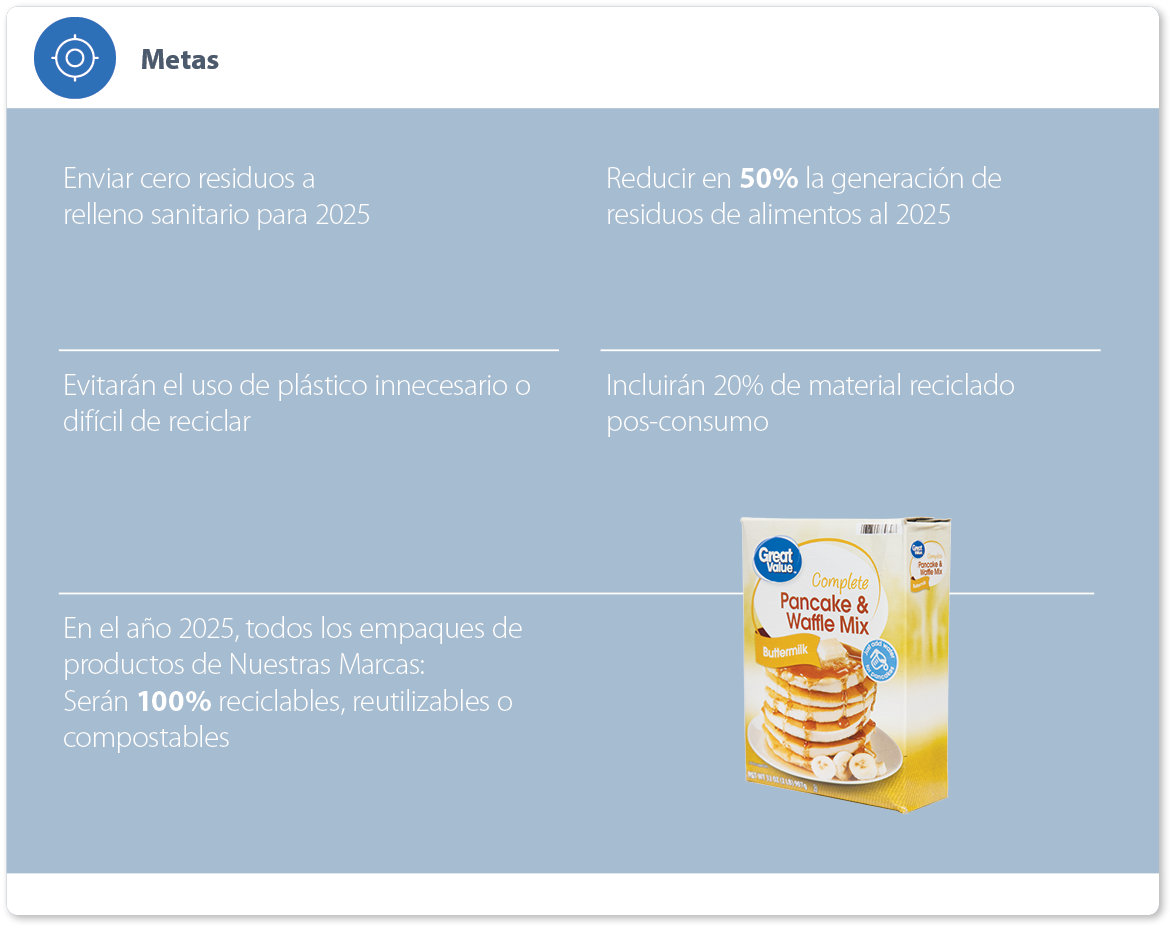 Metas
Enviar cero residuos a
relleno sanitario para 2025
Reducir en 50% la generación de
residuos de alimentos al 2025
Evitarán el uso de plástico innecesario o
difícil de reciclar
Incluirán 20% de material reciclado
pos-consumo
En el año 2025, todos los empaques de
productos de Nuestras Marcas:
Serán 100% reciclables, reutilizables o
compostables
Great
Value
Complete
Pancake &
Waffle Mix
Buttermilk
Just add water
Great
Value
Complete
Pancake &
Waffle Mix